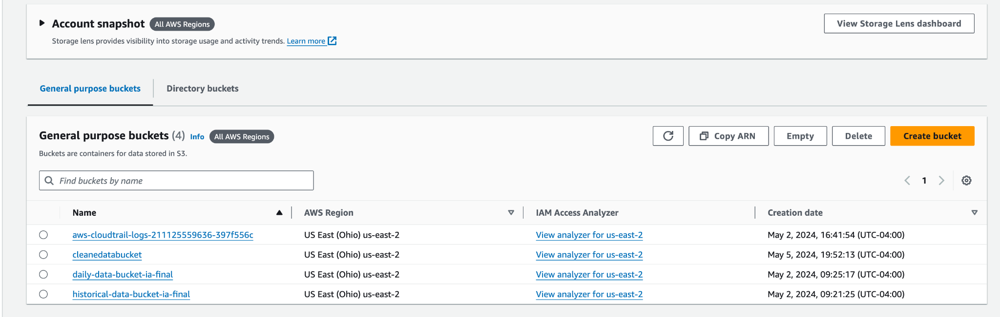 Account snapshot All AWS Regions View Storage Lens dashboard
Storage lens provides visibility into storage usage and activity trends. Learn more
General purpose buckets Directory buckets
General purpose buckets (4) Info All AWS Regions Copy ARN Empty Delete Create bucket
Buckets are containers for data stored in S3.
Find buckets by name 1
Name AWS Region IAM Access Analyzer Creation date
aws-cloudtrail-logs-211125559636-397f556c US East (Ohio) us-east-2 View analyzer for us-east-2 May 2, 2024, 16:41:54 (UTC-04:00)
cleanedatabucket US East (Ohio) us-east-2 View analyzer for us-east-2 May 5, 2024, 19:52:13 (UTC-04:00)
daily-data-bucket-ia-final US East (Ohio) us-east-2 View analyzer for us-east-2 May 2, 2024, 09:25:17 (UTC-04:00)
historical-data-bucket-ia-final US East (Ohio) us-east-2 View analyzer for us-east-2 May 2, 2024, 09:21:25 (UTC-04:00)